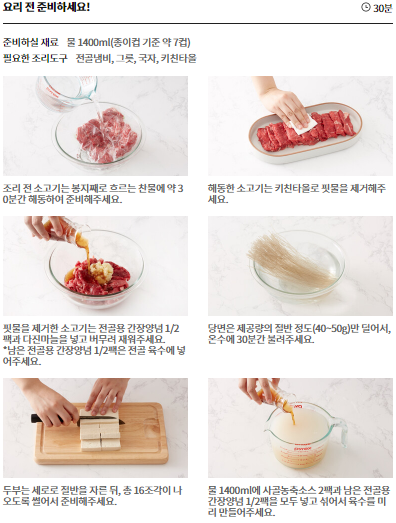 요리 전 준비하세요!
30분
준비하실 재료 물 1400ml(종이컵 기준 약 7컵)
필요한 조리도구 전골냄비, 그릇, 국자, 키친타올
조리 전 소고기는 봉지째로 흐르는 찬물에 약 3
0분간 해동하여 준비해주세요.
해동한 소고기는 키친타올로 핏물을 제거해주
세요.
핏물을 제거한 소고기는 전골용 간장양념 1/2
팩과 다진마늘을 넣고 버무려 재워주세요.
*남은 전골용 간장양념 1/2팩은 전골 육수에 넣
어주세요.
당면은 제공량의 절반 정도(40~50g)만 덜어서,
온수에 30분간 불려주세요.
두부는 세로로 절반을 자른 뒤, 총 16조각이 나
오도록 썰어서 준비해주세요.
물 1400ml에 사골농축소스 2팩과 남은 전골용
간장양념 1/2팩을 모두 넣고 섞어서 육수를 미
리 만들어주세요.